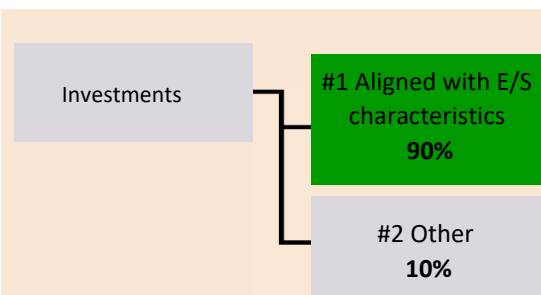 Investments
#1 Aligned with E/S
characteristics
90%
#2 Other
10%